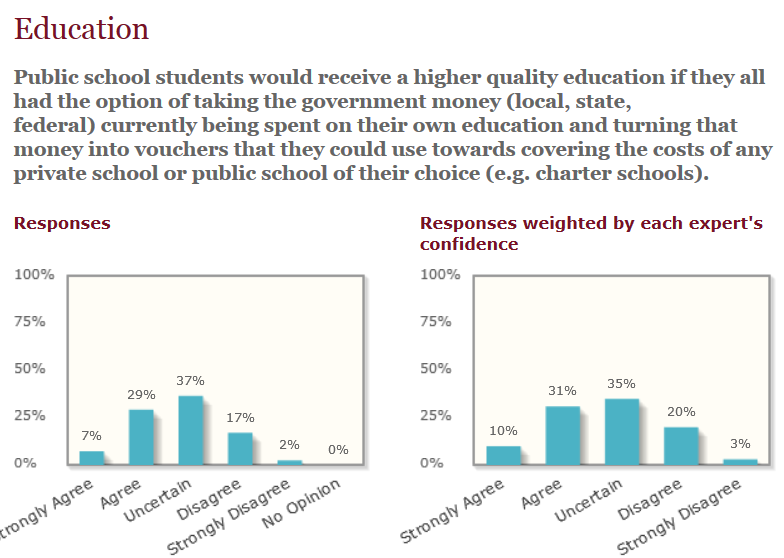 Education
Public school students would receive a higher quality education if they all
had the option of taking the government money (local, state,
federal) currently being spent on their own education and turning that
money into vouchers that they could use towards covering the costs of any
private school or public school of their choice (e.g. charter schools).
Responses
100%
75%
50%
25%
0%
7%
29%
37%
17%
2%
0%
trongly Agree
Agree
Uncertain
Disagree
Strongly Disagree
No Opinion
Responses weighted by each expert's
confidence
100%
75%
50%
25%
0%
10%
31%
35%
20%
3%
Strongly Agree
Agree
Uncertain
Disagree
Strongly Disagree